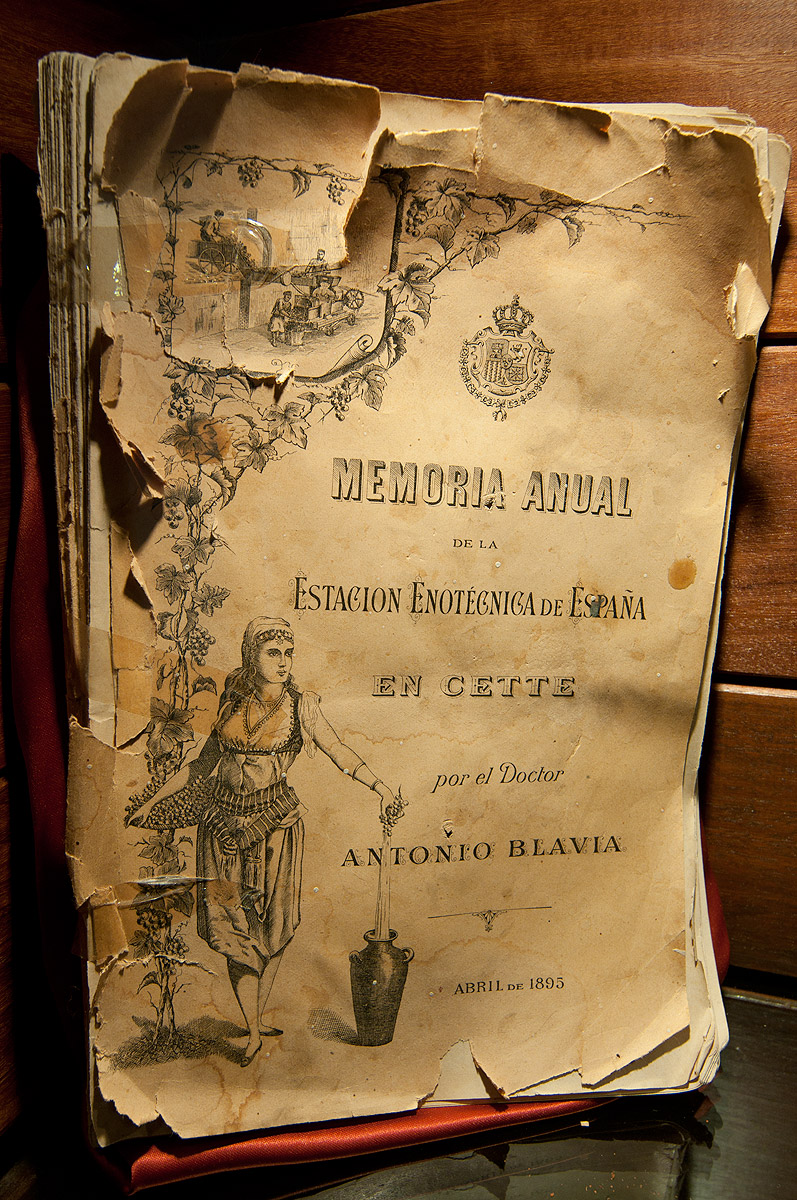 MEMORIA ANUAL
DE LA
ESTACION ENOTÉCNICA DE ESPAÑA
EN CETTE
por el Doctor
ANTONIO BLAVIA
ABRIL DE 1895